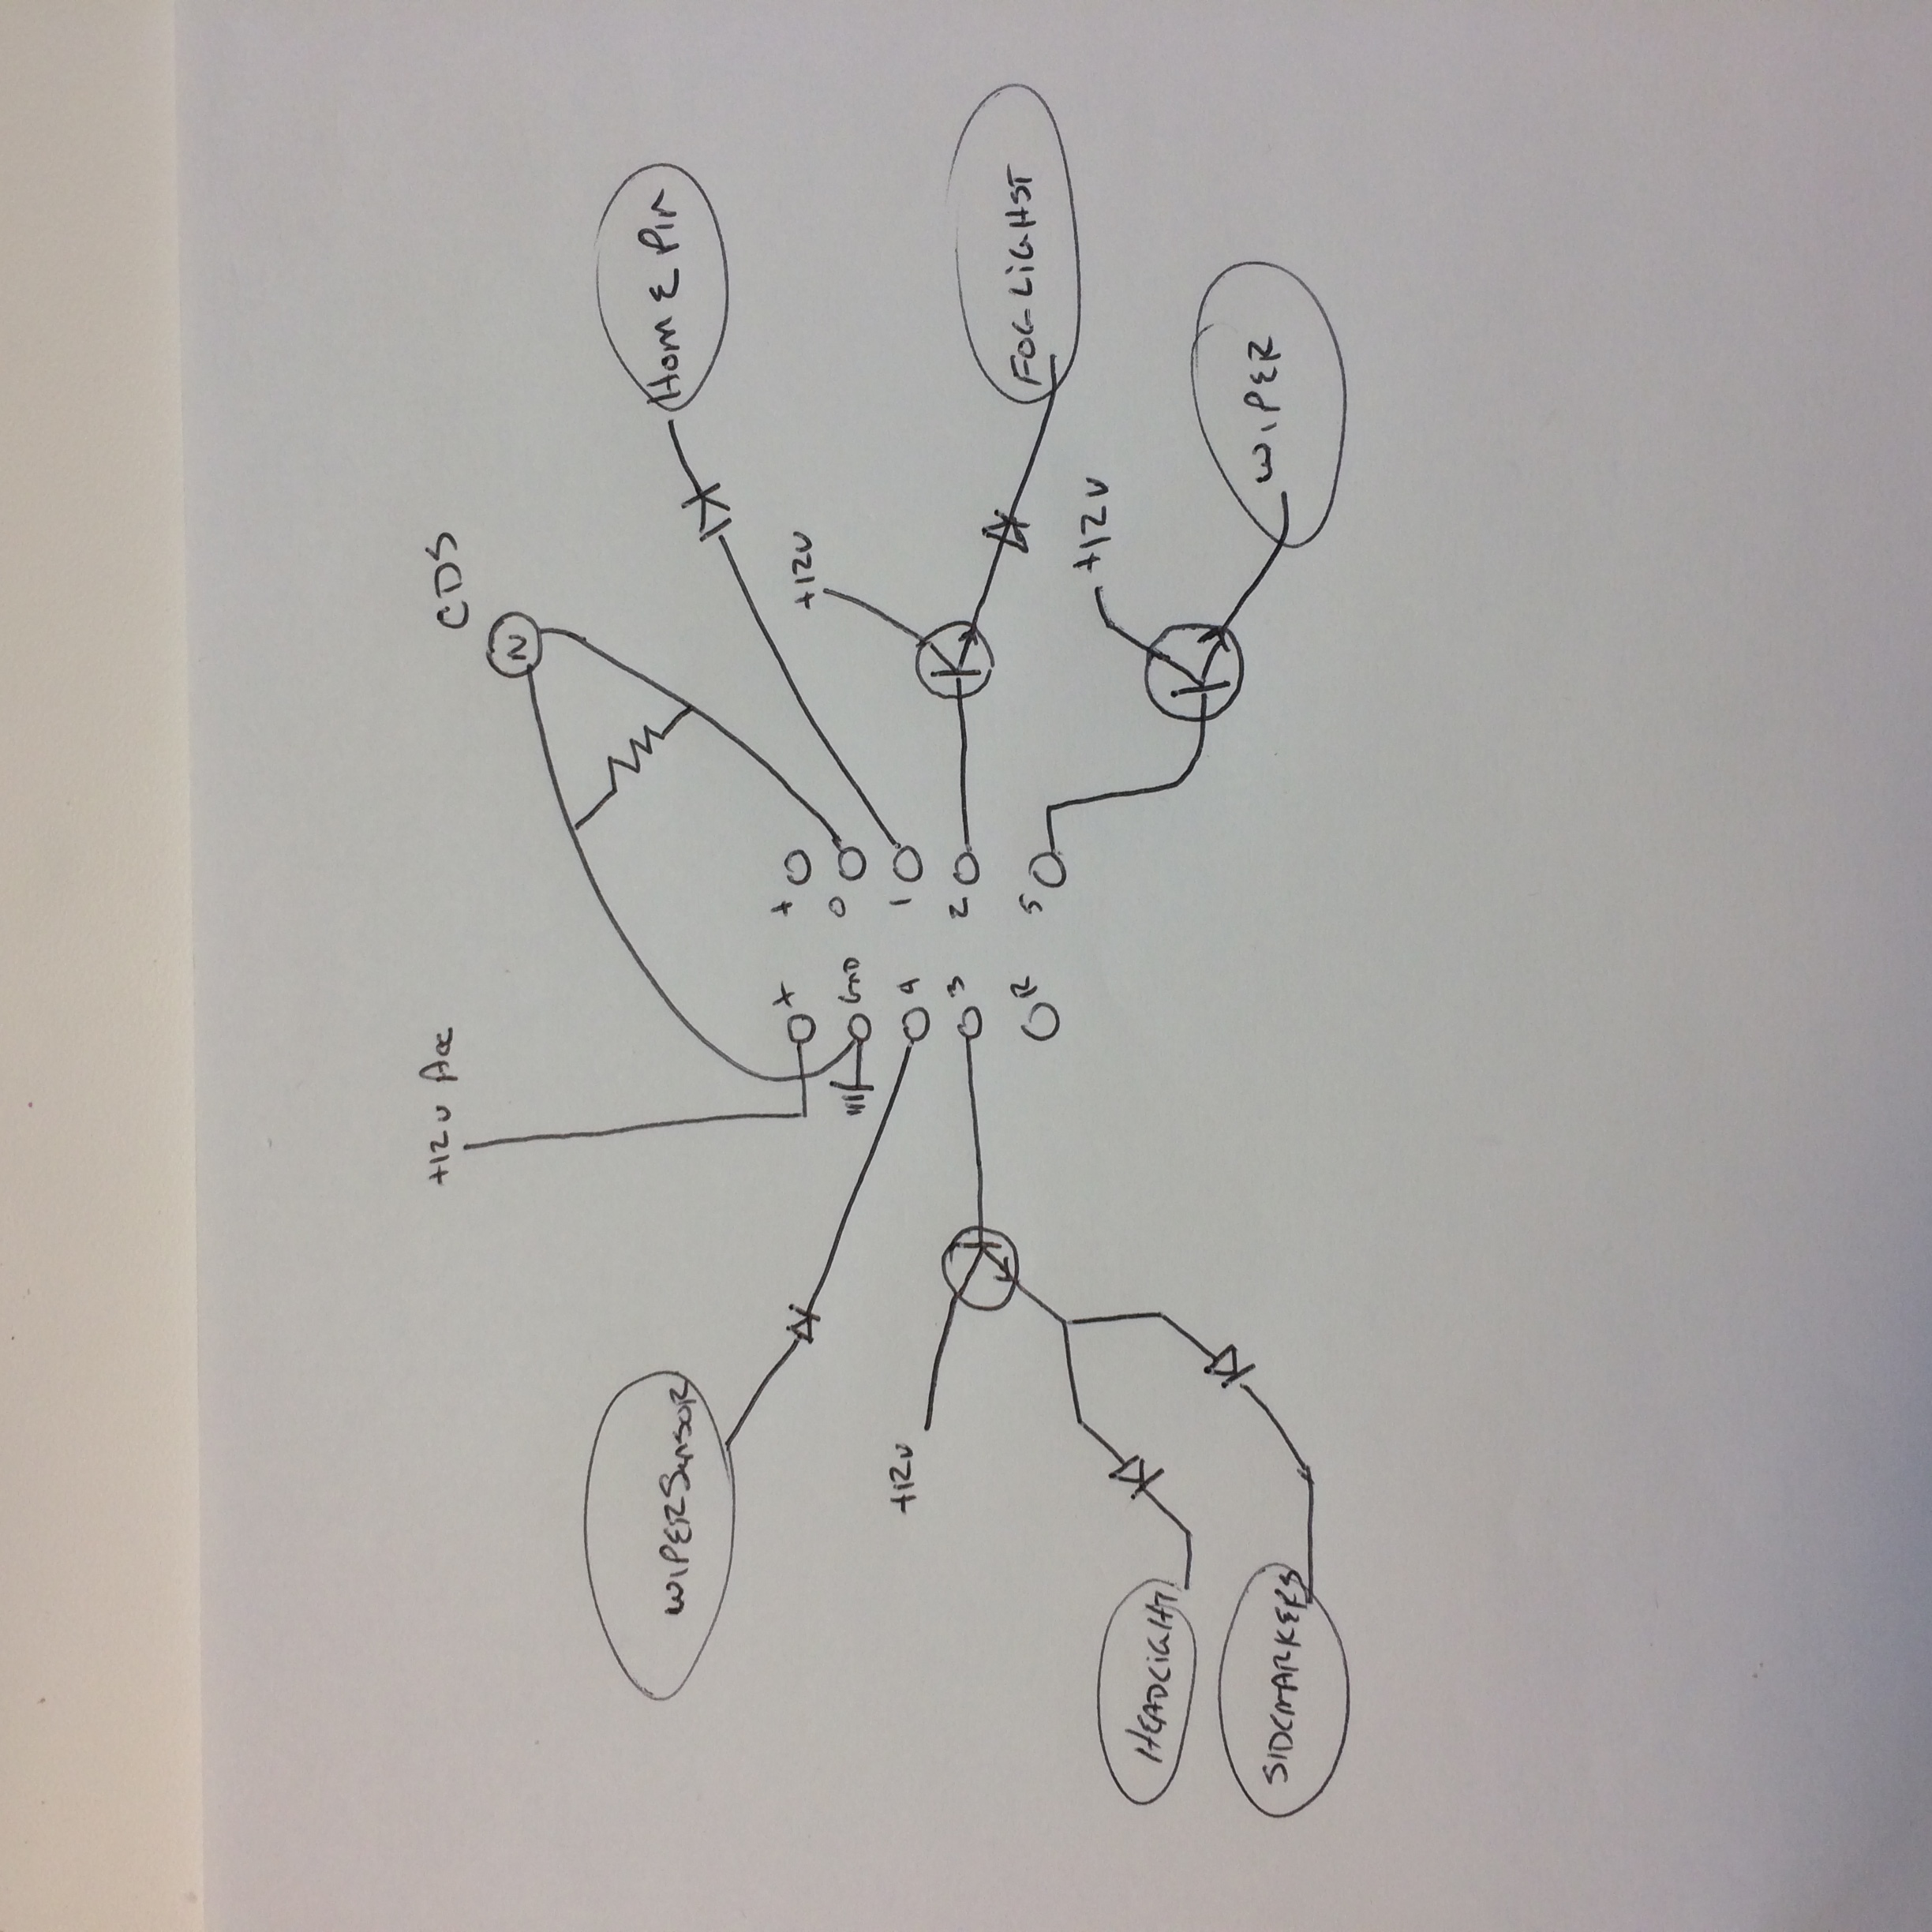 +12v Acc
CDS
N
WIPERSensOR
HomE Pin
+ +
+12v
GND 0
+12v
4 1
3 2
R 5
FOG LiGHST
+12v
HEADLiGHT
WIPER
SIDEMARKERS